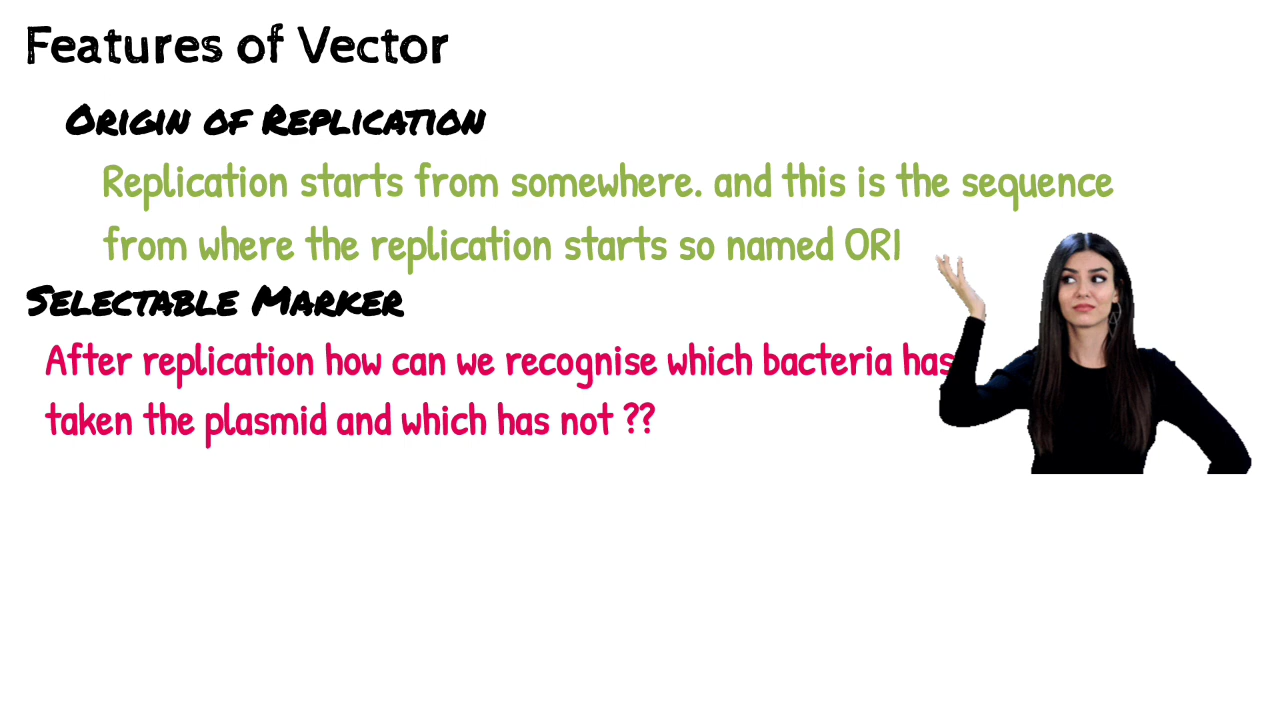 Features of Vector
Origin of Replication
Replication starts from somewhere. and this is the sequence
from where the replication starts so named ORI
Selectable Marker
After replication how can we recognise which bacteria has
taken the plasmid and which has not ??